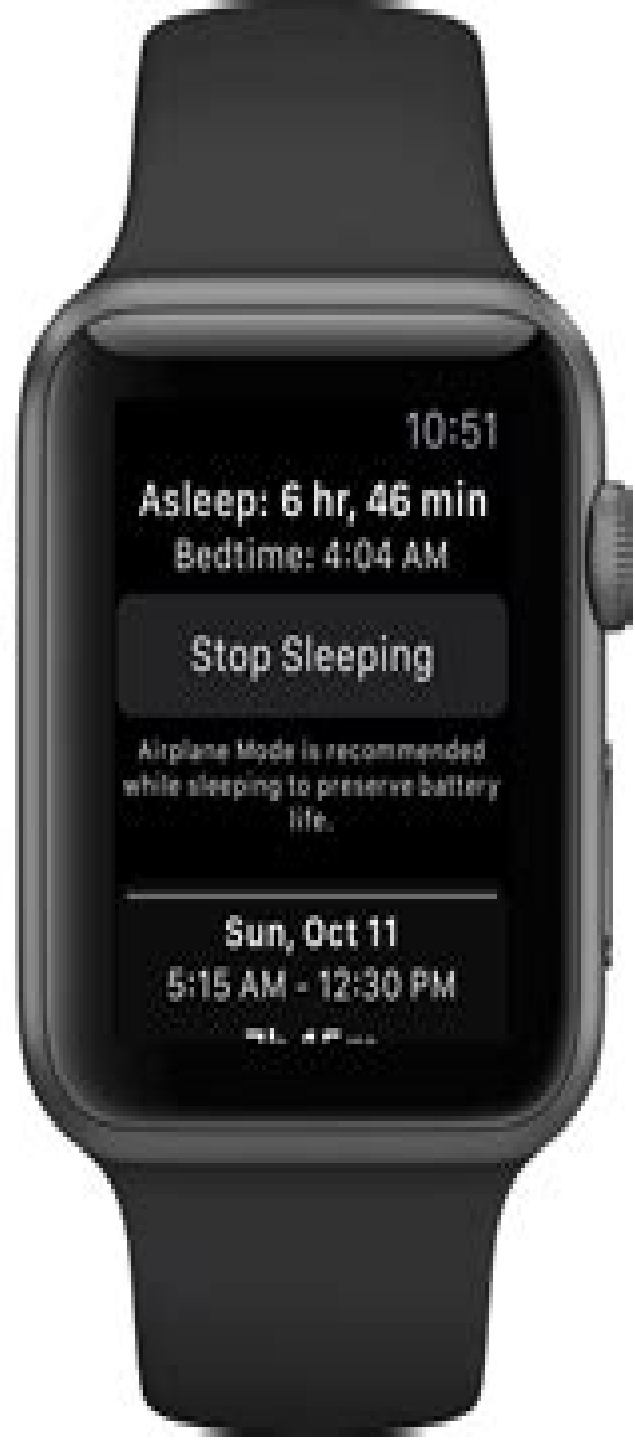 10:51
Asleep: 6 hr, 46 min
Bedtime: 4:04 AM
Stop Sleeping
Airplane Mode is recommended
while sleeping to preserve battery
life.
Sun, Oct 11
5:15 AM - 12:30 PM